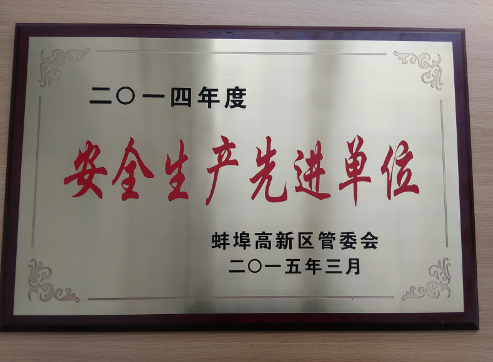 二〇一四年度
安全生产先进单位
蚌埠高新区管委会
二〇一五年三月